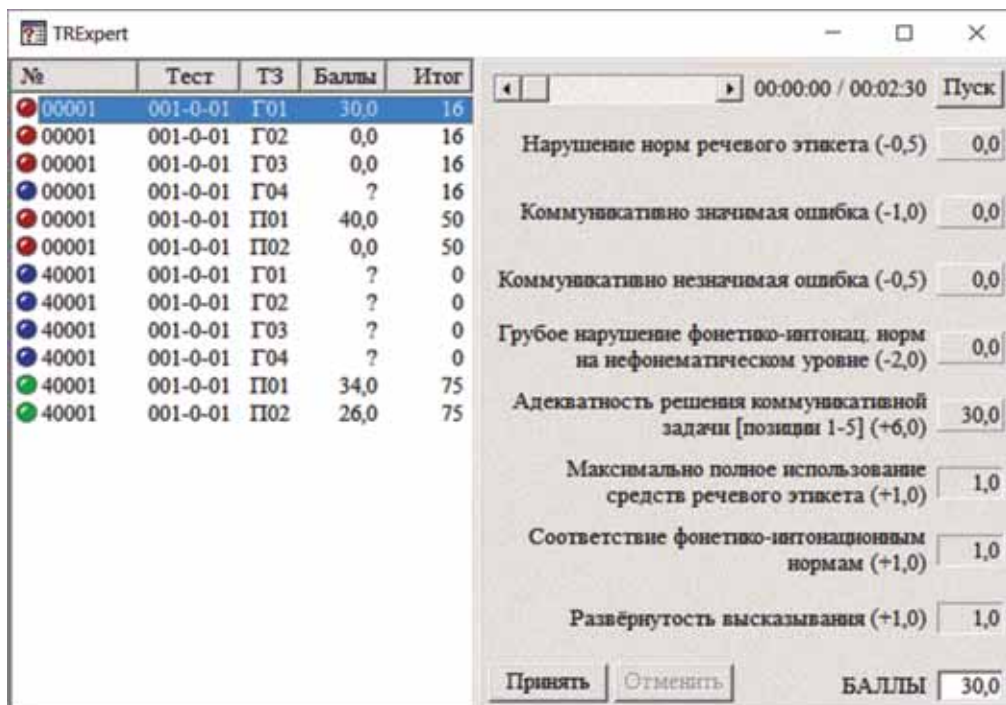 TRExpert
№ Тест ТЗ Баллы Итог
00001 001-0-01 Г01 30,0 16
00001 001-0-01 Г02 0,0 16
00001 001-0-01 Г03 0,0 16
00001 001-0-01 Г04 ? 16
00001 001-0-01 П01 40,0 50
00001 001-0-01 П02 0,0 50
40001 001-0-01 Г01 ? 0
40001 001-0-01 Г02 ? 0
40001 001-0-01 Г03 ? 0
40001 001-0-01 Г04 ? 0
40001 001-0-01 П01 34,0 75
40001 001-0-01 П02 26,0 75
00:00:00 / 00:02:30 Пуск
Нарушение норм речевого этикета (-0,5) 0,0
Коммуникативно значимая ошибка (-1,0) 0,0
Коммуникативно незначимая ошибка (-0,5) 0,0
Грубое нарушение фонетико-интонац. норм
на нефонематическом уровне (-2,0) 0,0
Адекватность решения коммуникативной
задачи [позиции 1-5] (+6,0) 30,0
Максимально полное использование
средств речевого этикета (+1,0) 1,0
Соответствие фонетико-интонационным
нормам (+1,0) 1,0
Развёрнутость высказывания (+1,0) 1,0
Принять Отменить БАЛЛЫ 30,0